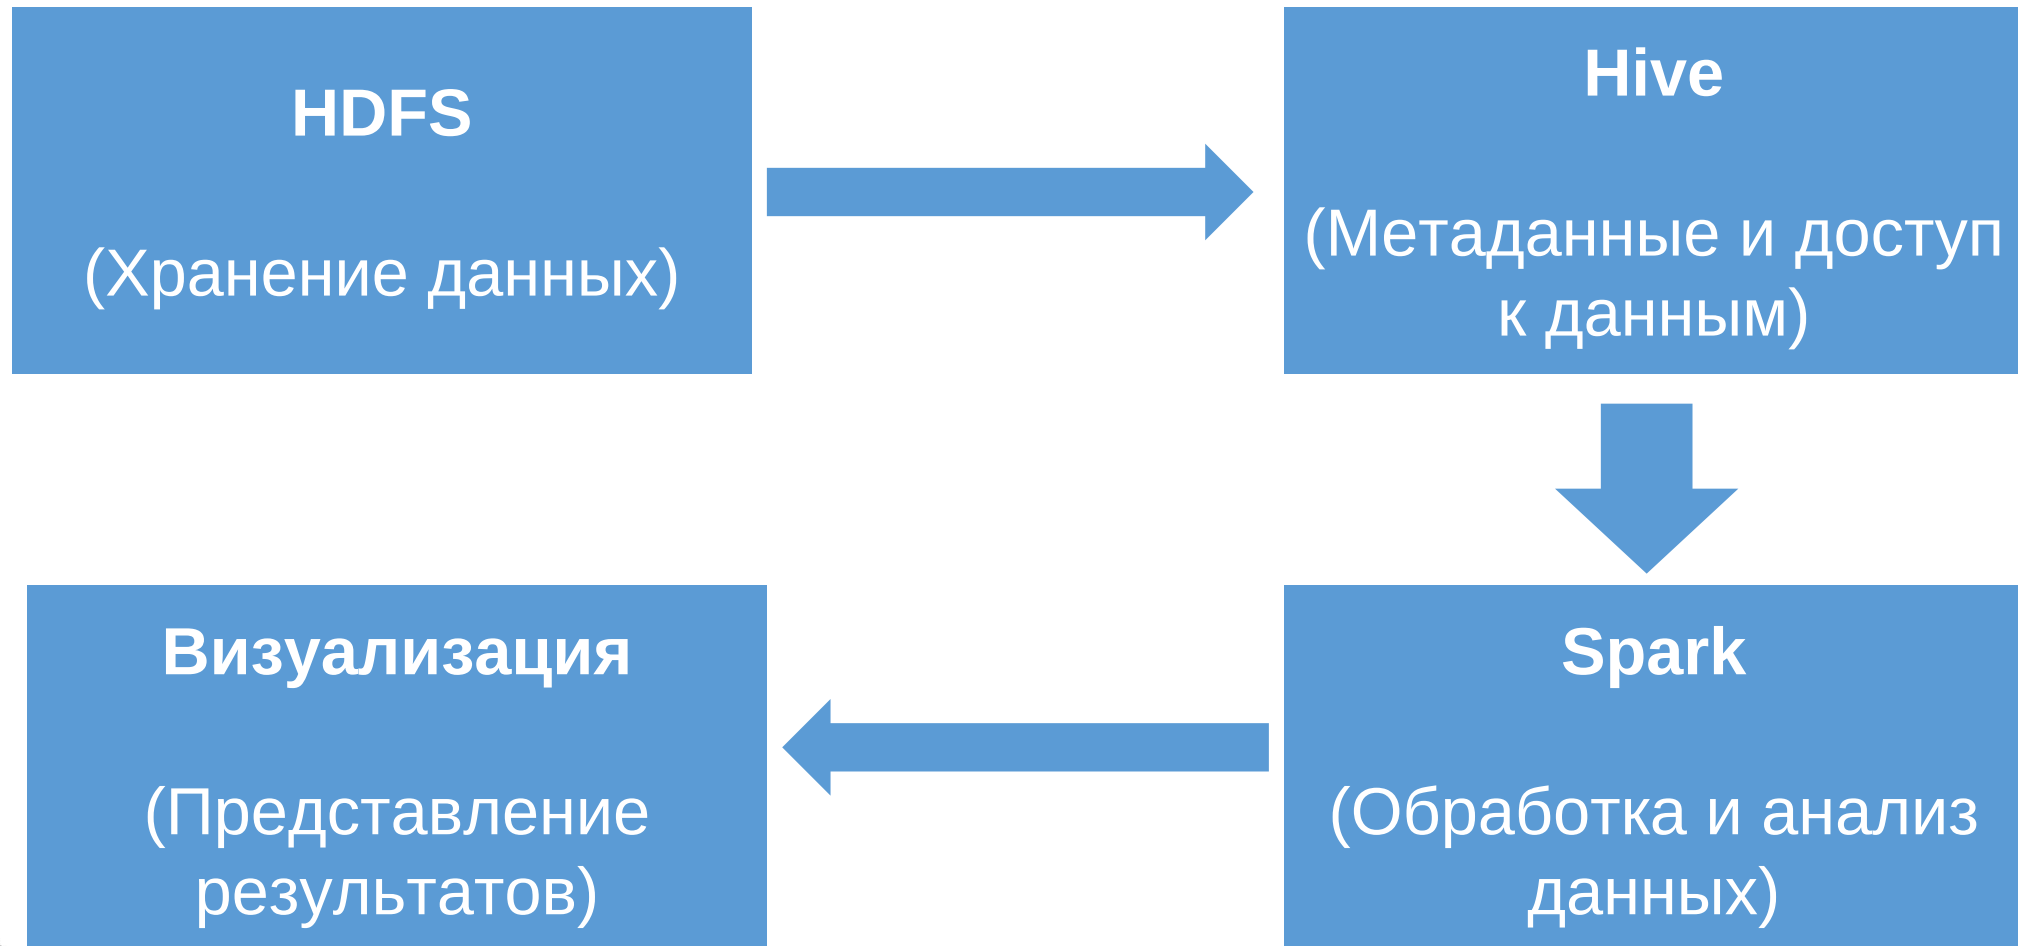 HDFS
(Хранение данных)
Hive
(Метаданные и доступ
к данным)
Spark
(Обработка и анализ
данных)
Визуализация
(Представление
результатов)